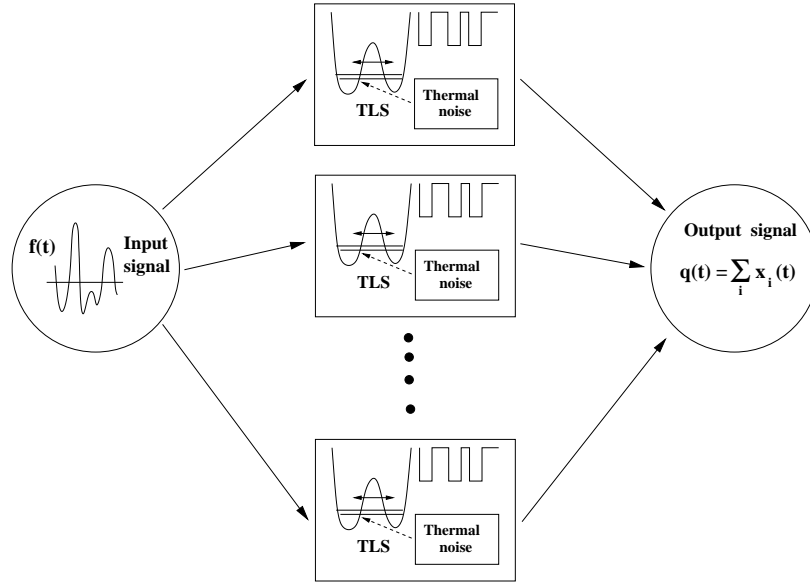 f(t)
Input
signal
TLS
Thermal
noise
TLS
Thermal
noise
TLS
Thermal
noise
Output signal
q(t) = ∑ x i (t)
i